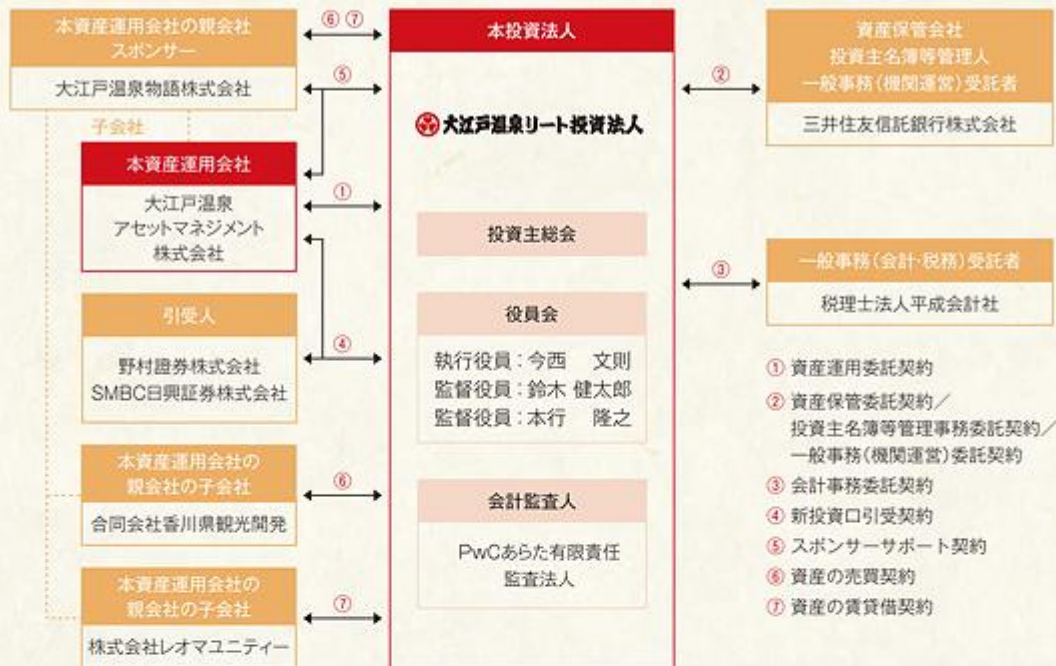 本資産運用会社の親会社
スポンサー
大江戸温泉物語株式会社
子会社
本資産運用会社
大江戸温泉
アセットマネジメント
株式会社
引受人
野村證券株式会社
SMBC日興証券株式会社
本資産運用会社の
親会社の子会社
合同会社香川県観光開発
本資産運用会社の
親会社の子会社
株式会社レオマユニティー
⑥ ⑦
⑤
①
④
⑥
⑦
本投資法人
大江戸温泉リート投資法人
投資主総会
役員会
執行役員:今西 文則
監督役員:鈴木 健太郎
監督役員:本行 隆之
会計監査人
PwCあらた有限責任
監査法人
②
③
資産保管会社
投資主名簿等管理人
一般事務(機関運営)受託者
三井住友信託銀行株式会社
一般事務(会計・税務)受託者
税理士法人平成会計社
① 資産運用委託契約
② 資産保管委託契約/
投資主名簿等管理事務委託契約/
一般事務(機関運営)委託契約
③ 会計事務委託契約
④ 新投資口引受契約
⑤ スポンサーサポート契約
⑥ 資産の売買契約
⑦ 資産の賃貸借契約